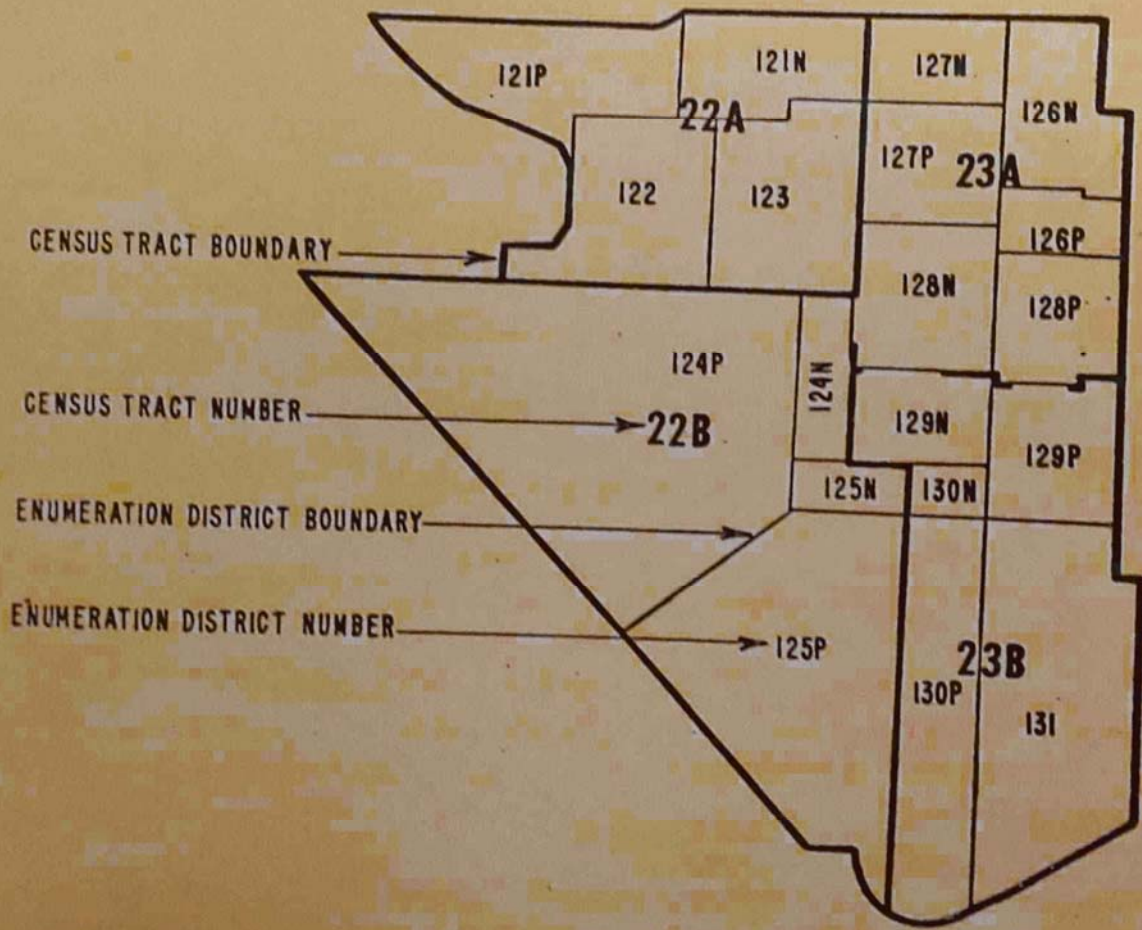 121P
121N
127N
126N
22A
127P
23A
122
123
126P
CENSUS TRACT BOUNDARY
128N
128P
124P
124N
CENSUS TRACT NUMBER
22B
129N
129P
125N
130N
ENUMERATION DISTRICT BOUNDARY
ENUMERATION DISTRICT NUMBER
125P
23B
130P
131